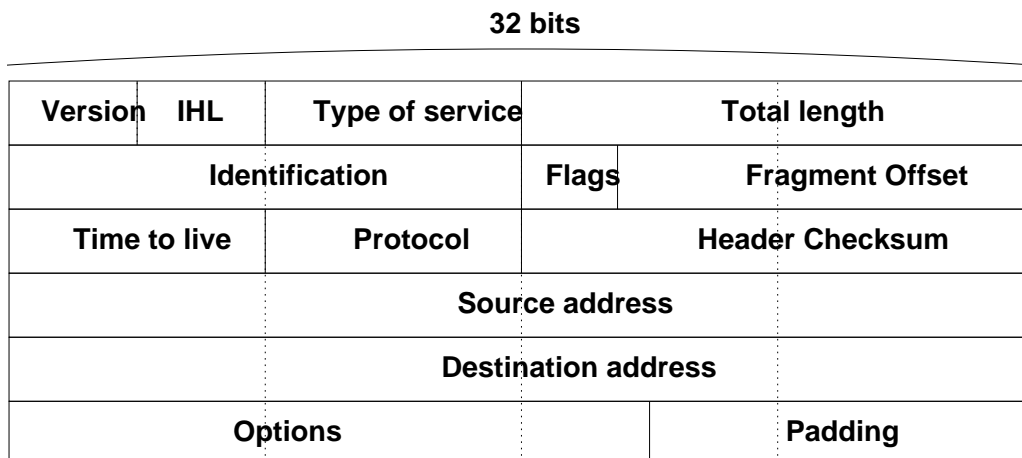 32 bits
Version IHL Type of service Total length
Identification Flags Fragment Offset
Time to live Protocol Header Checksum
Source address
Destination address
Options Padding